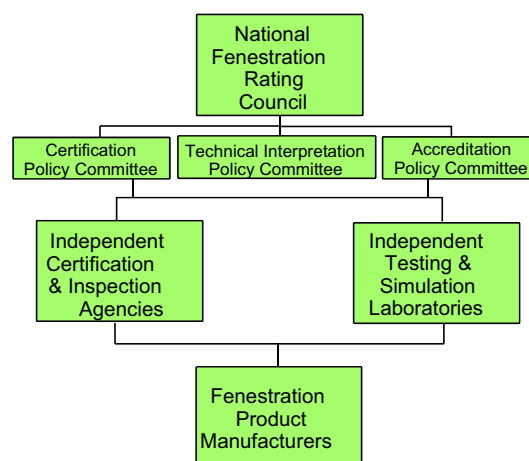 National
Fenestration
Rating
Council
Certification
Policy Committee
Technical Interpretation
Policy Committee
Accreditation
Policy Committee
Independent
Certification
& Inspection
Agencies
Independent
Testing &
Simulation
Laboratories
Fenestration
Product
Manufacturers